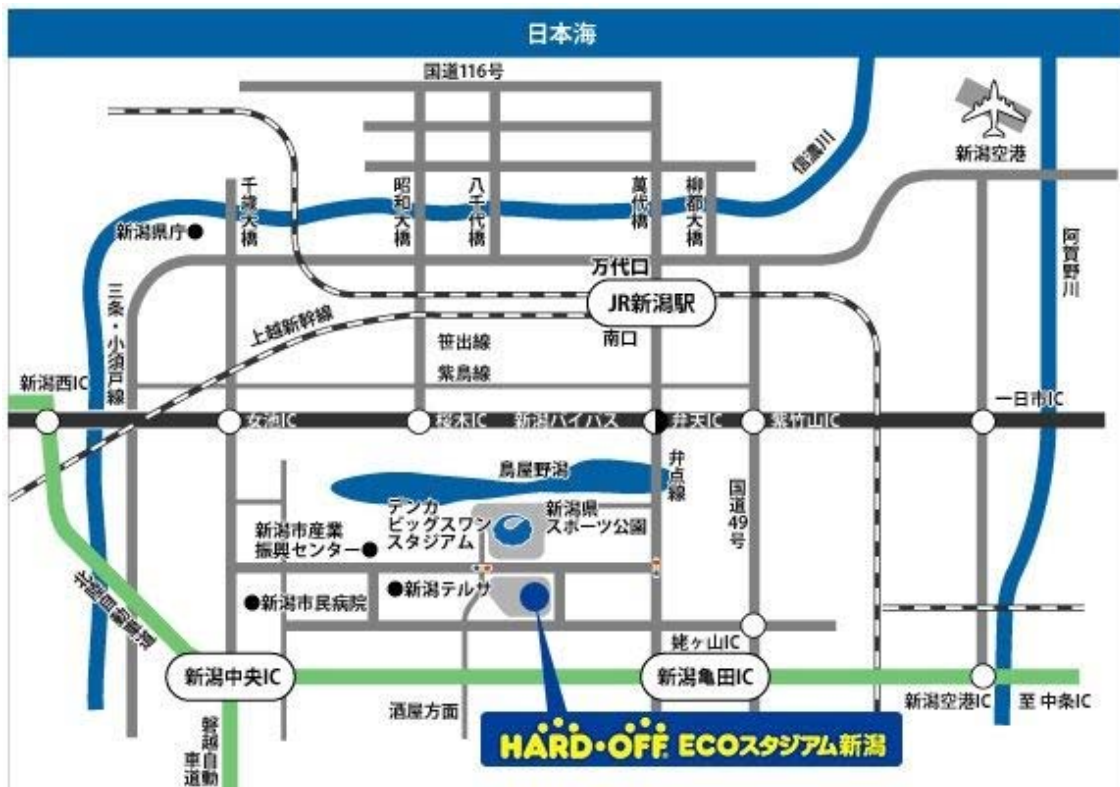 日本海
国道116号
信濃川
新潟空港
千歳大橋
昭和大橋
八千代橋
萬代橋
柳都大橋
新潟県庁
阿賀野川
万代口
JR新潟駅
南口
三条・小須戸線
上越新幹線
笹出線
紫鳥線
新潟西IC
一日市IC
女池IC
桜木IC
新潟バイパス
弁天IC
紫竹山IC
鳥屋野潟
弁点線
国道49号
デンカ
ビッグスワン
スタジアム
新潟県
スポーツ公園
新潟市産業
振興センター
新潟テルサ
新潟市民病院
北陸自動車道
姥ヶ山IC
新潟中央IC
新潟亀田IC
新潟空港IC
至 中条IC
酒屋方面
磐越自動
車道
HARD・OFF ECOスタジアム新潟